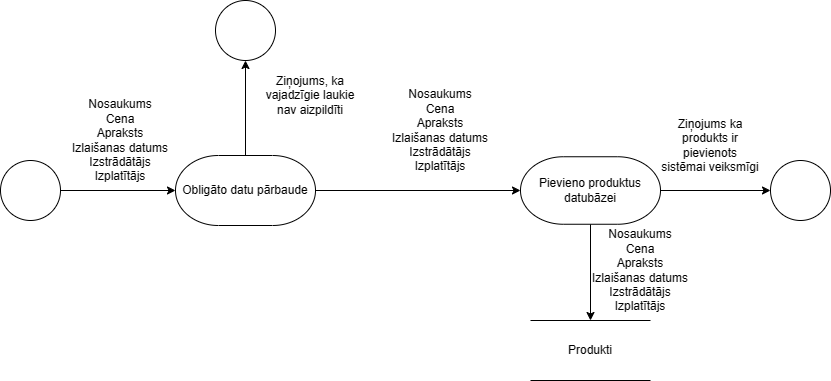 Ziņojums, ka
vajadzīgie laukie
nav aizpildīti
Nosaukums
Cena
Apraksts
Izlaišanas datums
Izstrādātājs
Izplatītājs
Obligāto datu pārbaude
Nosaukums
Cena
Apraksts
Izlaišanas datums
Izstrādātājs
Izplatītājs
Pievieno produktus
datubāzei
Ziņojums ka
produkts ir
pievienots
sistēmai veiksmīgi
Nosaukums
Cena
Apraksts
Izlaišanas datums
Izstrādātājs
Izplatītājs
Produkti